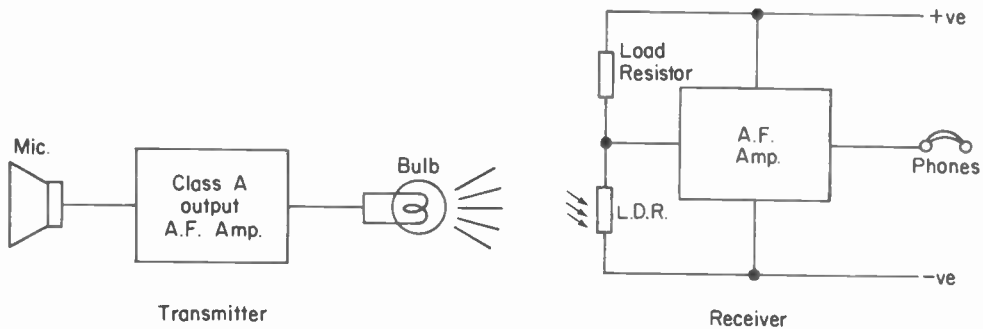 Mic.
Class A
output
A.F. Amp.
Bulb
Transmitter
+ve
Load
Resistor
A.F.
Amp.
Phones
L.D.R.
-ve
Receiver